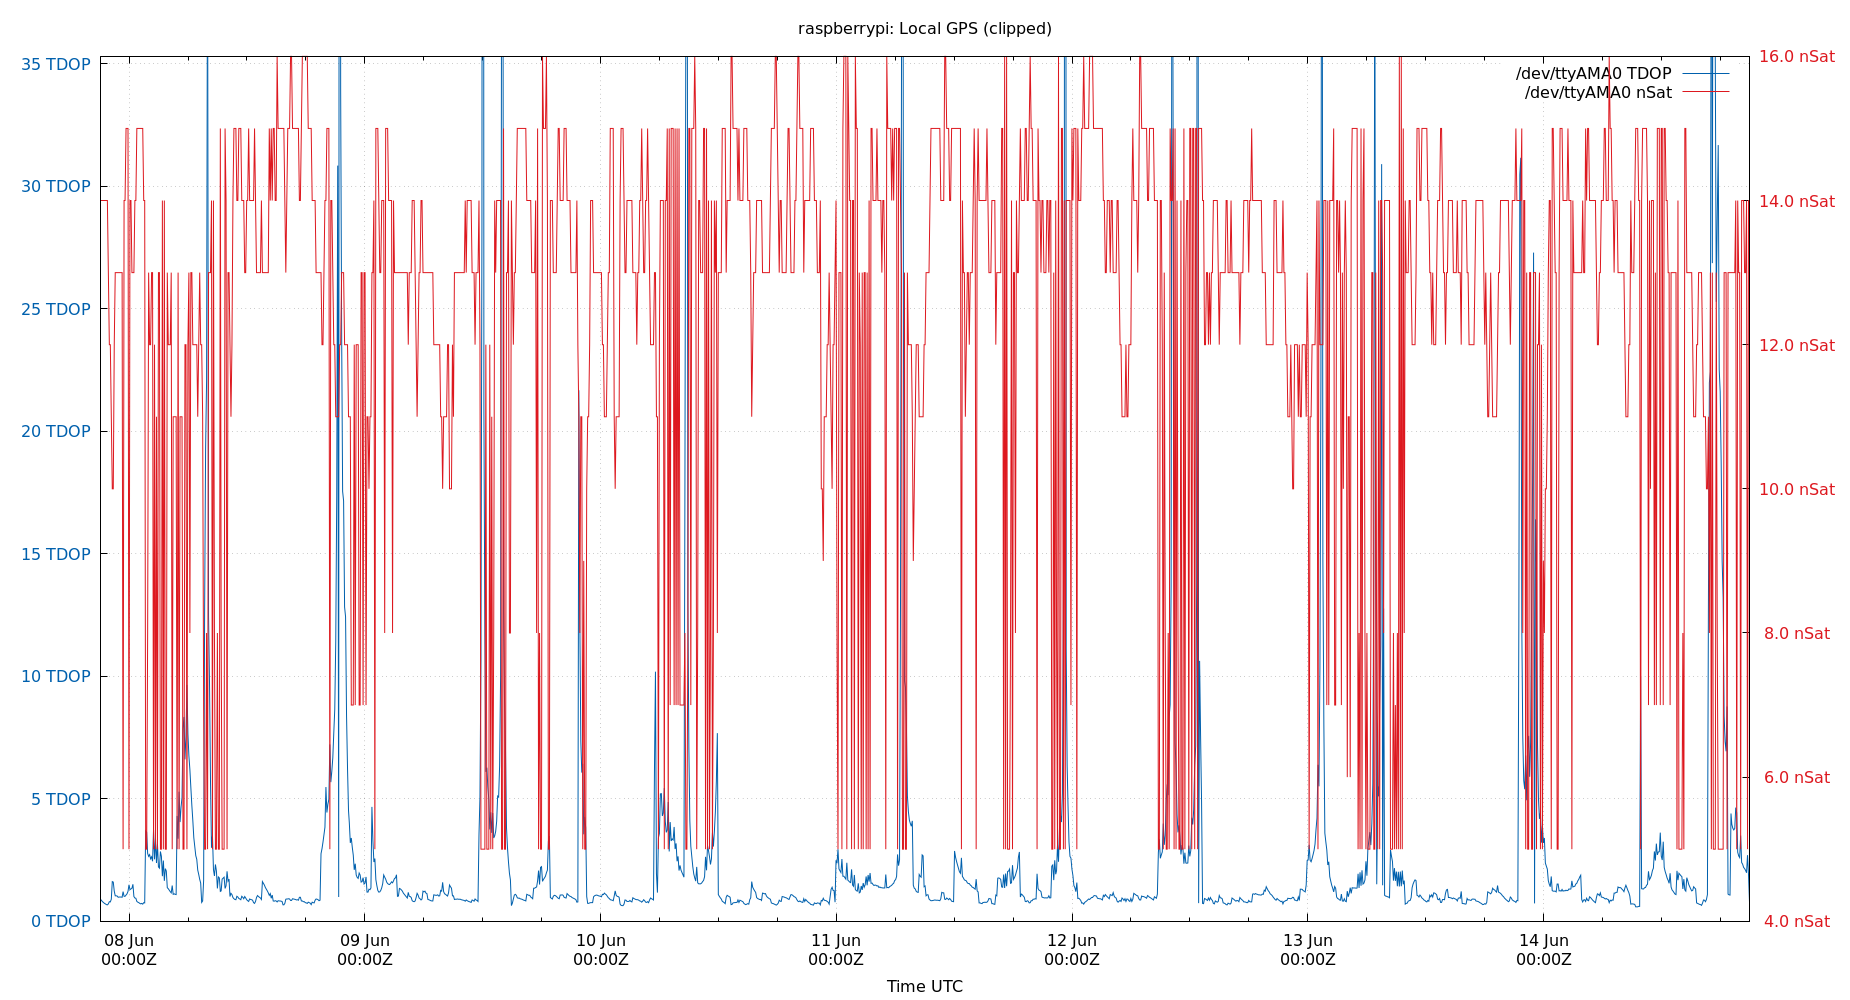 raspberrypi: Local GPS (clipped)
35 TDOP
30 TDOP
25 TDOP
20 TDOP
15 TDOP
10 TDOP
5 TDOP
0 TDOP
16.0 nSat
14.0 nSat
12.0 nSat
10.0 nSat
8.0 nSat
6.0 nSat
4.0 nSat
/dev/ttyAMA0 TDOP
/dev/ttyAMA0 nSat
08 Jun
00:00Z
09 Jun
00:00Z
10 Jun
00:00Z
11 Jun
00:00Z
12 Jun
00:00Z
13 Jun
00:00Z
14 Jun
00:00Z
Time UTC